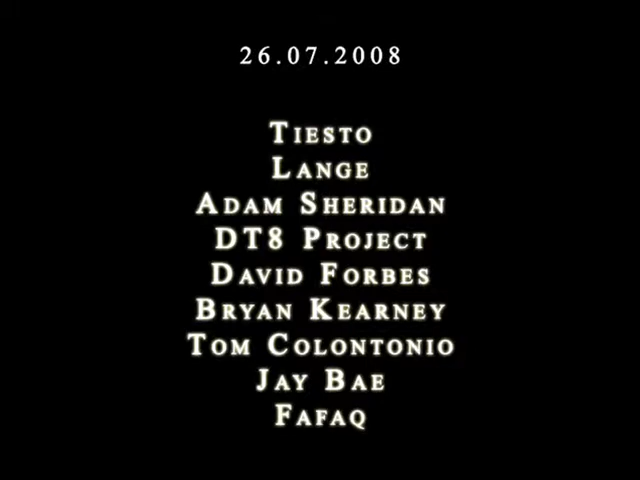 26.07.2008
Tiesto
Lange
Adam Sheridan
DT8 Project
David Forbes
Bryan Kearney
Tom Colontonio
Jay Bae
Fafaq